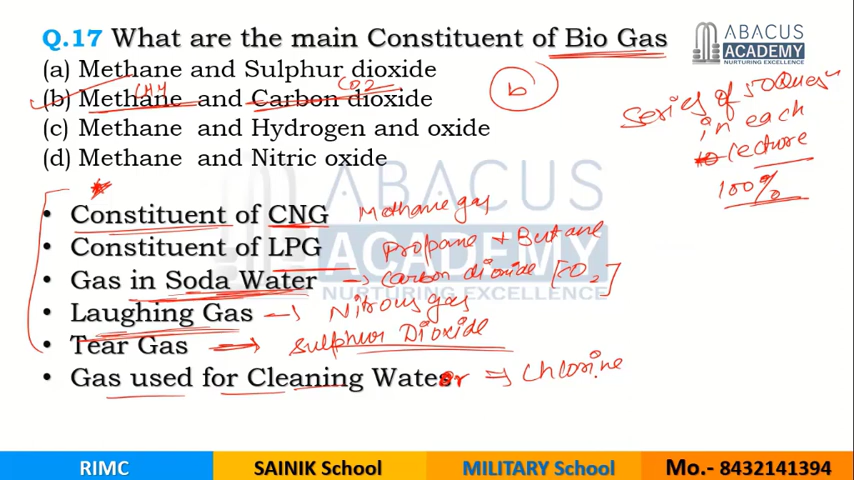 Q.17 What are the main Constituent of Bio Gas
ABACUS
ACADEMY
NURTURING EXCELLENCE
(a) Methane and Sulphur dioxide
(b) Methane and Carbon dioxide
CH4
CO2
b
(c) Methane and Hydrogen and oxide
(d) Methane and Nitric oxide
Series of 50 Ques
in each
lecture
100%
ABACUS
ACADEMY
NURTURING EXCELLENCE
• Constituent of CNG Methane gas
• Constituent of LPG Propane + Butane
• Gas in Soda Water → Carbon dioxide [CO2]
• Laughing Gas → Nitrous gas
• Tear Gas → Sulphur Dioxide
• Gas used for Cleaning Water ⇒ Chlorine
RIMC SAINIK School MILITARY School Mo.- 8432141394